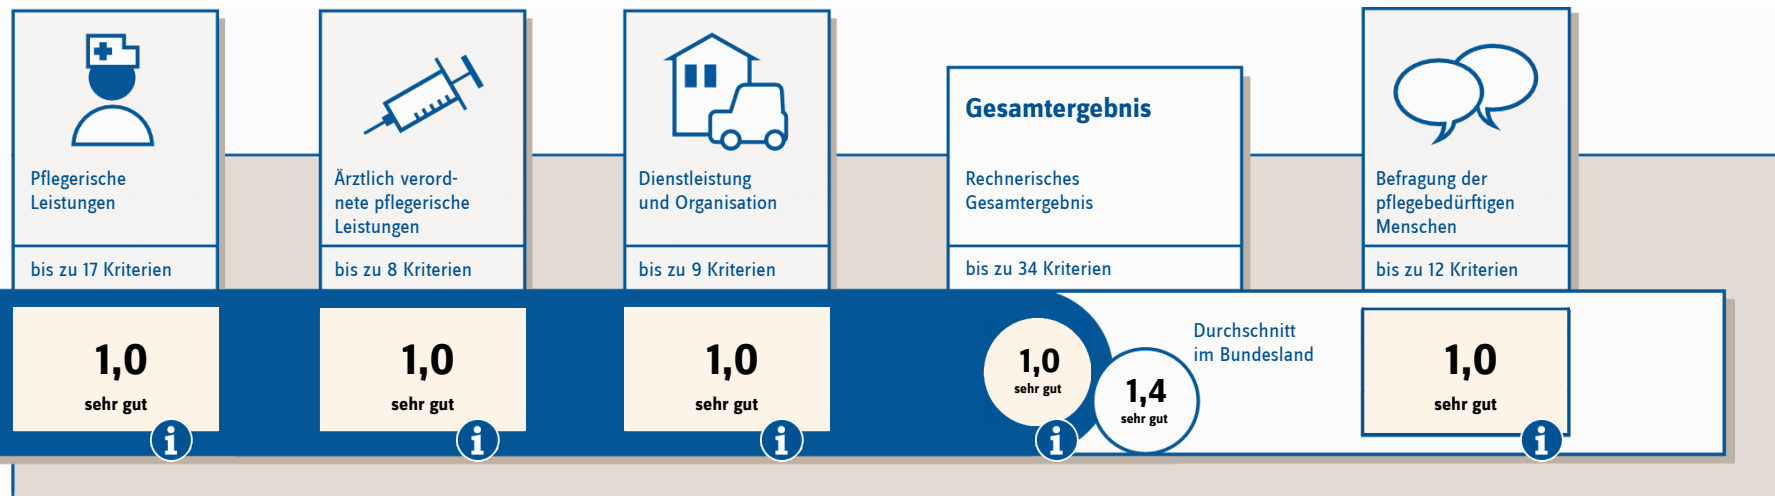 Pflegerische
Leistungen
bis zu 17 Kriterien
1,0
sehr gut
i
Ärztlich verord-
nete pflegerische
Leistungen
bis zu 8 Kriterien
1,0
sehr gut
i
Dienstleistung
und Organisation
bis zu 9 Kriterien
1,0
sehr gut
i
Gesamtergebnis
Rechnerisches
Gesamtergebnis
bis zu 34 Kriterien
1,0
sehr gut
i
1,4
sehr gut
Durchschnitt
im Bundesland
Befragung der
pflegebedürftigen
Menschen
bis zu 12 Kriterien
1,0
sehr gut
i